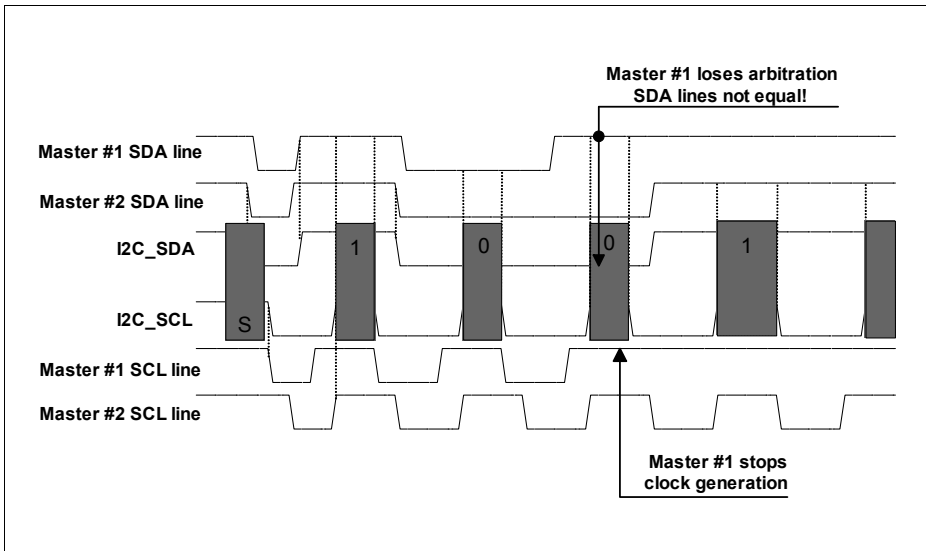 Master #1 loses arbitration
SDA lines not equal!
Master #1 SDA line
Master #2 SDA line
I2C_SDA
1
0
0
1
I2C_SCL
S
Master #1 SCL line
Master #2 SCL line
Master #1 stops
clock generation